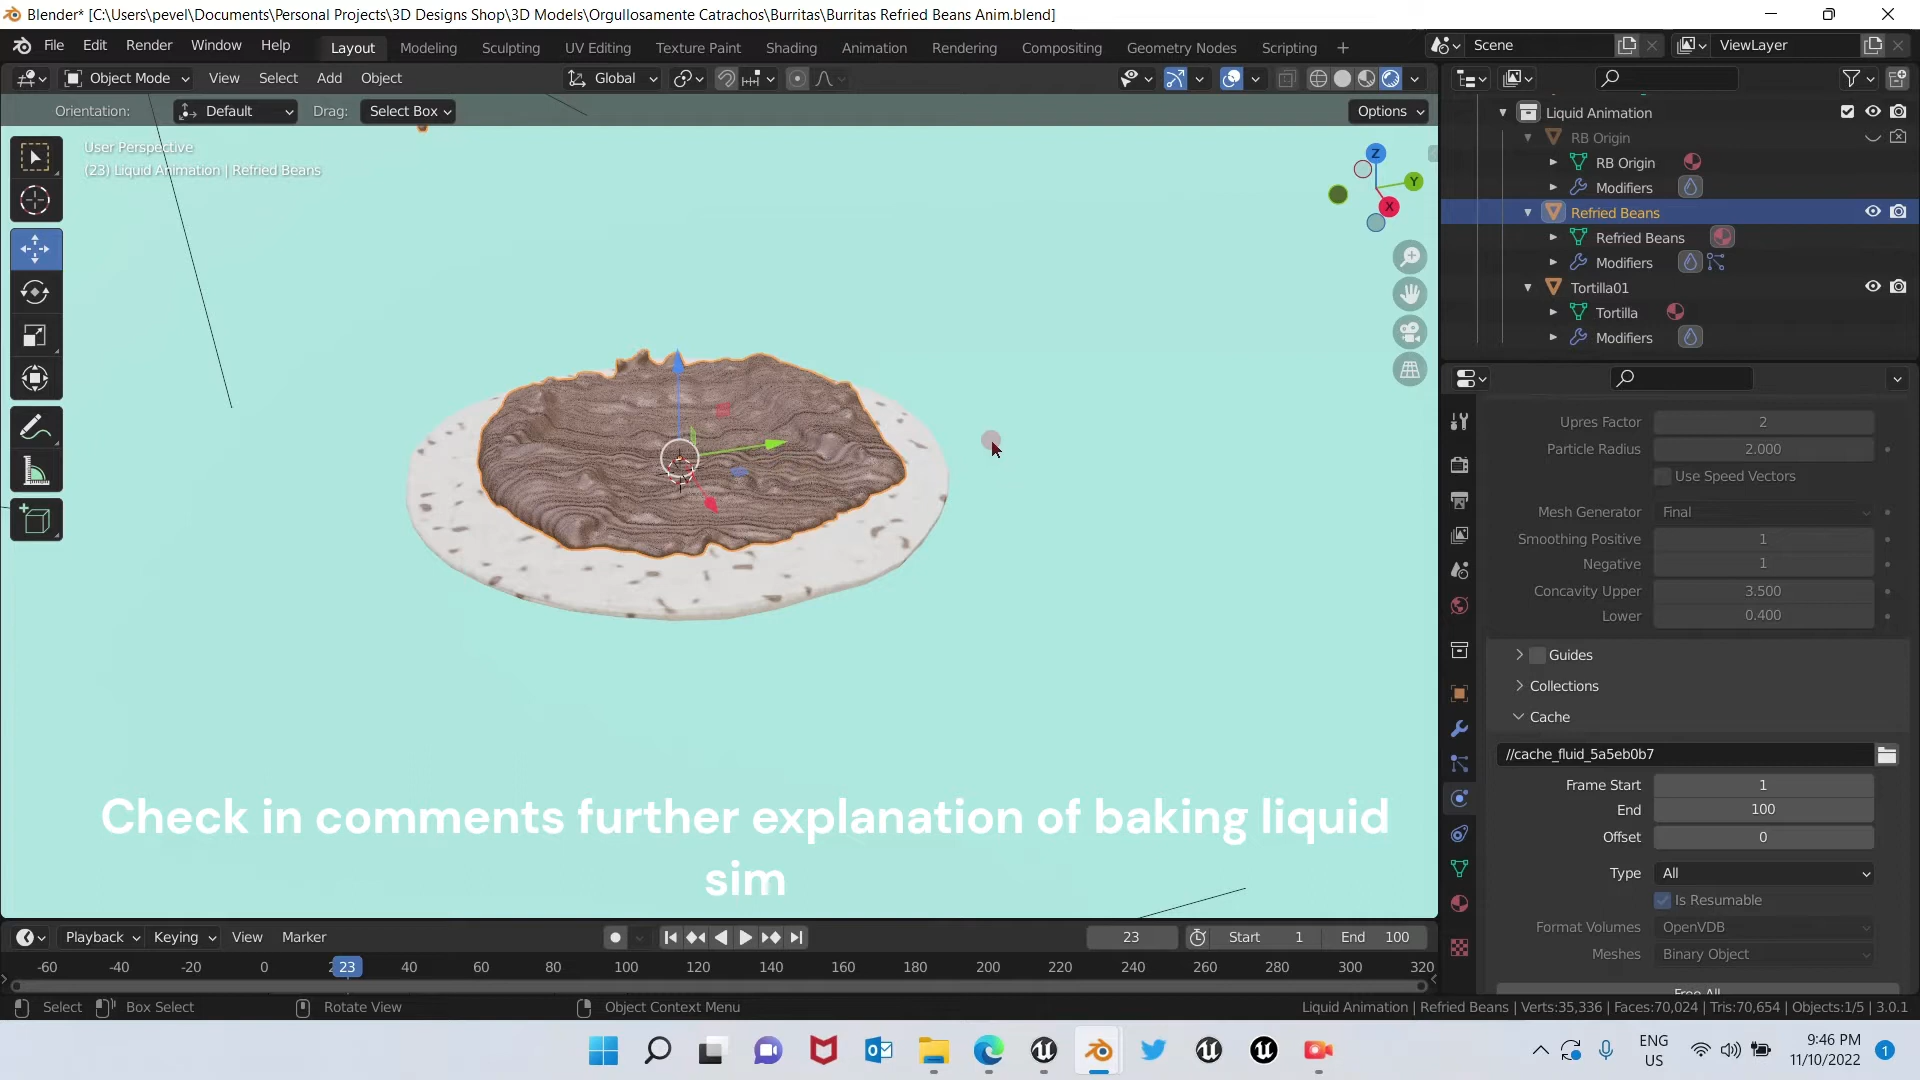 Blender* [C:\Users\pevel\Documents\Personal Projects\3D Designs Shop\3D Models\Orgullosamente Catrachos\Burritas\Burritas Refried Beans Anim.blend]
File Edit Render Window Help Layout Modeling Sculpting UV Editing Texture Paint Shading Animation Rendering Compositing Geometry Nodes Scripting + Scene ViewLayer
Object Mode View Select Add Object Global
Orientation: Default Drag: Select Box Options
User Perspective
(23) Liquid Animation | Refried Beans
Z
Y
X
Liquid Animation
RB Origin
RB Origin
Modifiers
Refried Beans
Refried Beans
Modifiers
Tortilla01
Tortilla
Modifiers
Upres Factor 2
Particle Radius 2.000
Use Speed Vectors
Mesh Generator Final
Smoothing Positive 1
Negative 1
Concavity Upper 3.500
Lower 0.400
Guides
Collections
Cache
//cache_fluid_5a5eb0b7
Frame Start 1
End 100
Offset 0
Type All
Is Resumable
Format Volumes OpenVDB
Meshes Binary Object
Free All
Check in comments further explanation of baking liquid
sim
Playback Keying View Marker 23 Start 1 End 100
-60 -40 -20 0 23 40 60 80 100 120 140 160 180 200 220 240 260 280 300 320
Select Box Select Rotate View Object Context Menu Liquid Animation | Refried Beans | Verts:35,336 | Faces:70,024 | Tris:70,654 | Objects:1/5 | 3.0.1
ENG
US
9:46 PM
11/10/2022
1